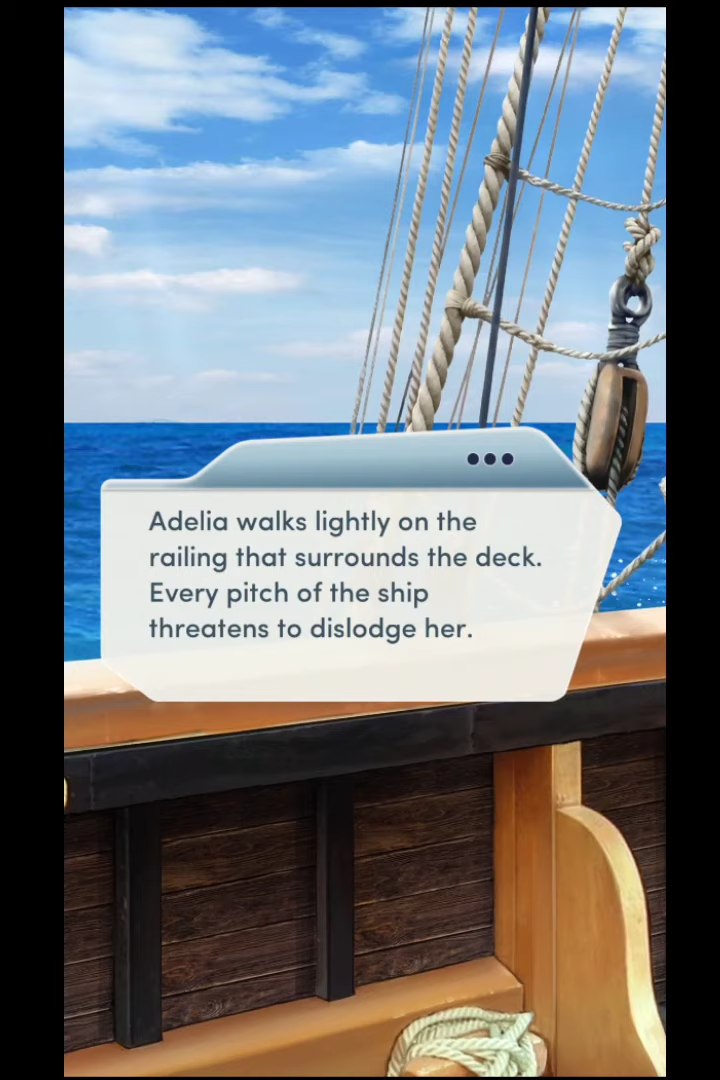 Adelia walks lightly on the
railing that surrounds the deck.
Every pitch of the ship
threatens to dislodge her.